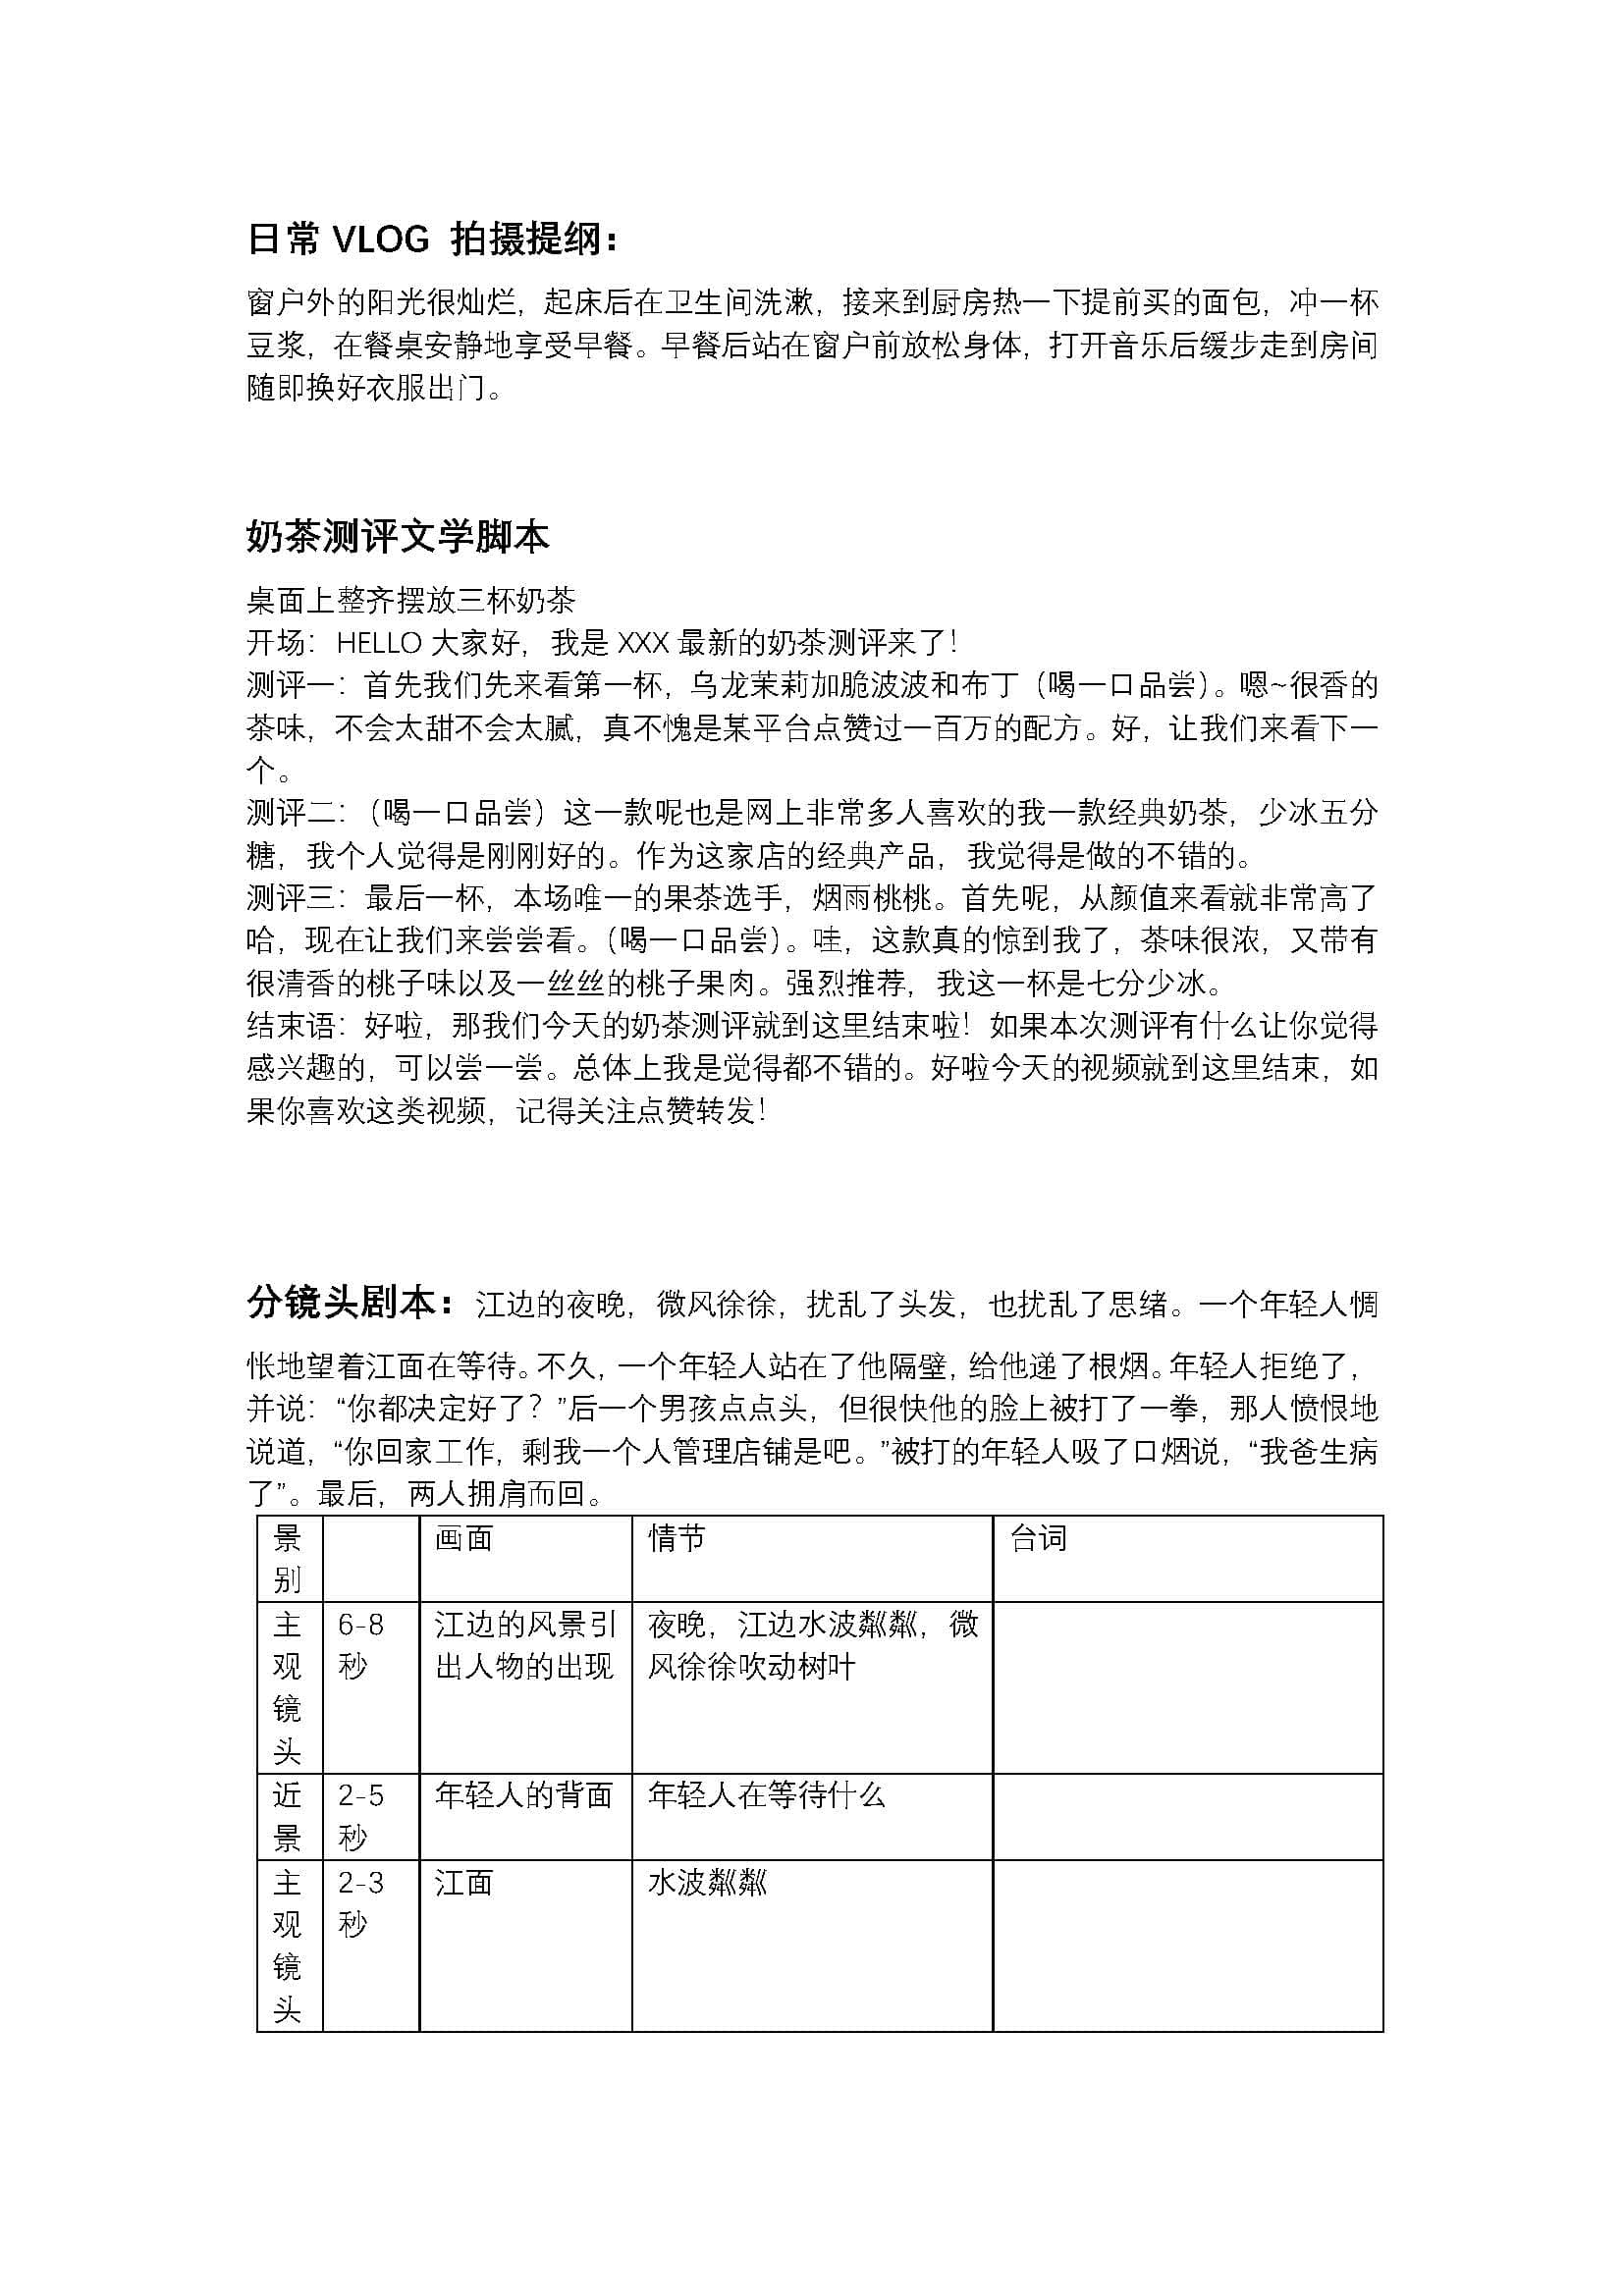 日常 VLOG 拍摄提纲：
窗户外的阳光很灿烂，起床后在卫生间洗漱，接来到厨房热一下提前买的面包，冲一杯
豆浆，在餐桌安静地享受早餐。早餐后站在窗户前放松身体，打开音乐后缓步走到房间
随即换好衣服出门。
奶茶测评文学脚本
桌面上整齐摆放三杯奶茶
开场：HELLO 大家好，我是 XXX 最新的奶茶测评来了！
测评一：首先我们先来看第一杯，乌龙茉莉加脆波波和布丁（喝一口品尝）。嗯~很香的
茶味，不会太甜不会太腻，真不愧是某平台点赞过一百万的配方。好，让我们来看下一
个。
测评二：（喝一口品尝）这一款呢也是网上非常多人喜欢的我一款经典奶茶，少冰五分
糖，我个人觉得是刚刚好的。作为这家店的经典产品，我觉得是做的不错的。
测评三：最后一杯，本场唯一的果茶选手，烟雨桃桃。首先呢，从颜值来看就非常高了
哈，现在让我们来尝尝看。（喝一口品尝）。哇，这款真的惊到我了，茶味很浓，又带有
很清香的桃子味以及一丝丝的桃子果肉。强烈推荐，我这一杯是七分少冰。
结束语：好啦，那我们今天的奶茶测评就到这里结束啦！如果本次测评有什么让你觉得
感兴趣的，可以尝一尝。总体上我是觉得都不错的。好啦今天的视频就到这里结束，如
果你喜欢这类视频，记得关注点赞转发！
分镜头剧本：江边的夜晚，微风徐徐，扰乱了头发，也扰乱了思绪。一个年轻人惆
怅地望着江面在等待。不久，一个年轻人站在了他隔壁，给他递了根烟。年轻人拒绝了，
并说：“你都决定好了？”后一个男孩点点头，但很快他的脸上被打了一拳，那人愤恨地
说道，“你回家工作，剩我一个人管理店铺是吧。”被打的年轻人吸了口烟说，“我爸生病
了”。最后，两人拥肩而回。
景
别
画面
情节
台词
主
观
镜
头
6-8
秒
江边的风景引
出人物的出现
夜晚，江边水波粼粼，微
风徐徐吹动树叶
近
景
2-5
秒
年轻人的背面
年轻人在等待什么
主
观
镜
头
2-3
秒
江面
水波粼粼